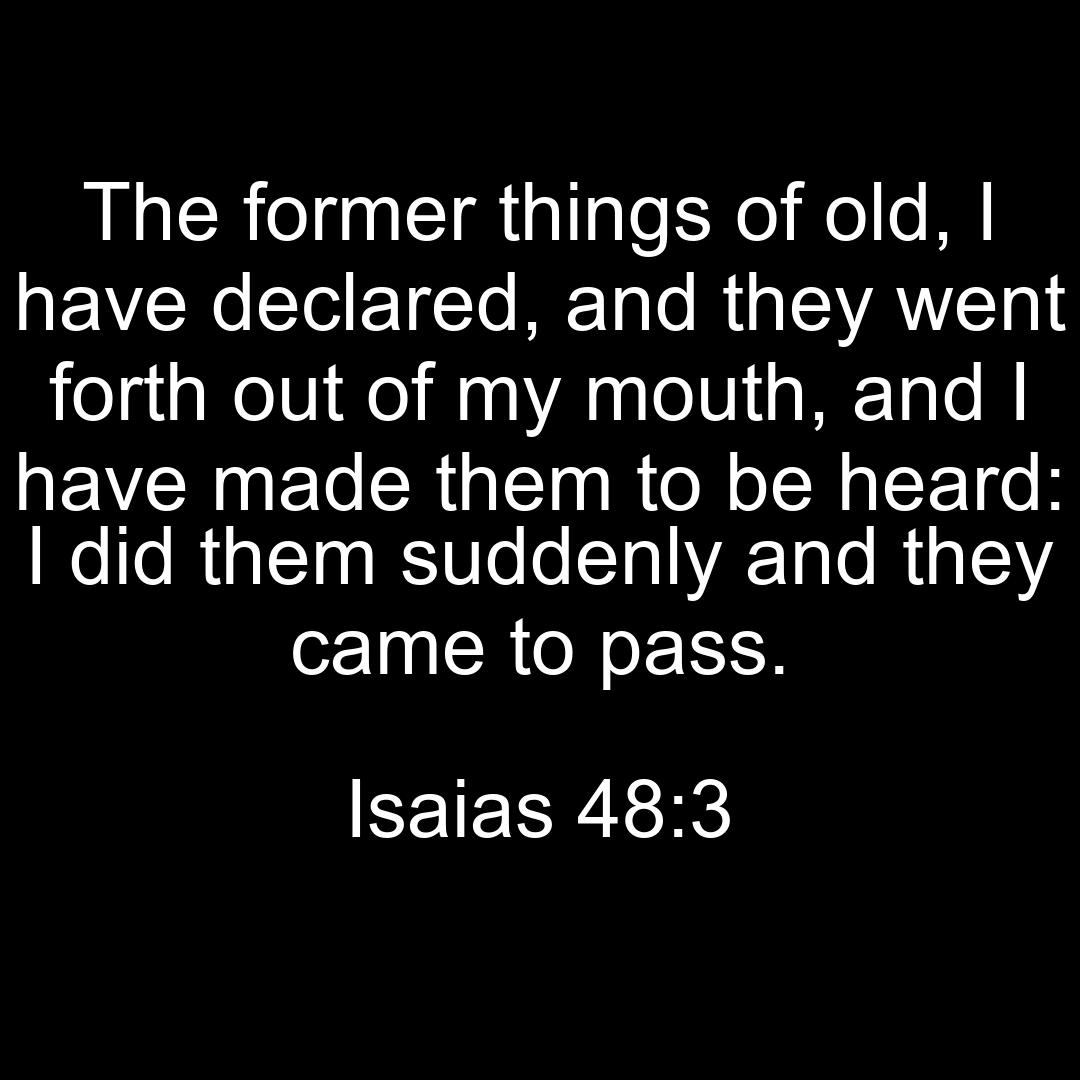 The former things of old, I
have declared, and they went
forth out of my mouth, and I
have made them to be heard:
I did them suddenly and they
came to pass.
Isaias 48:3